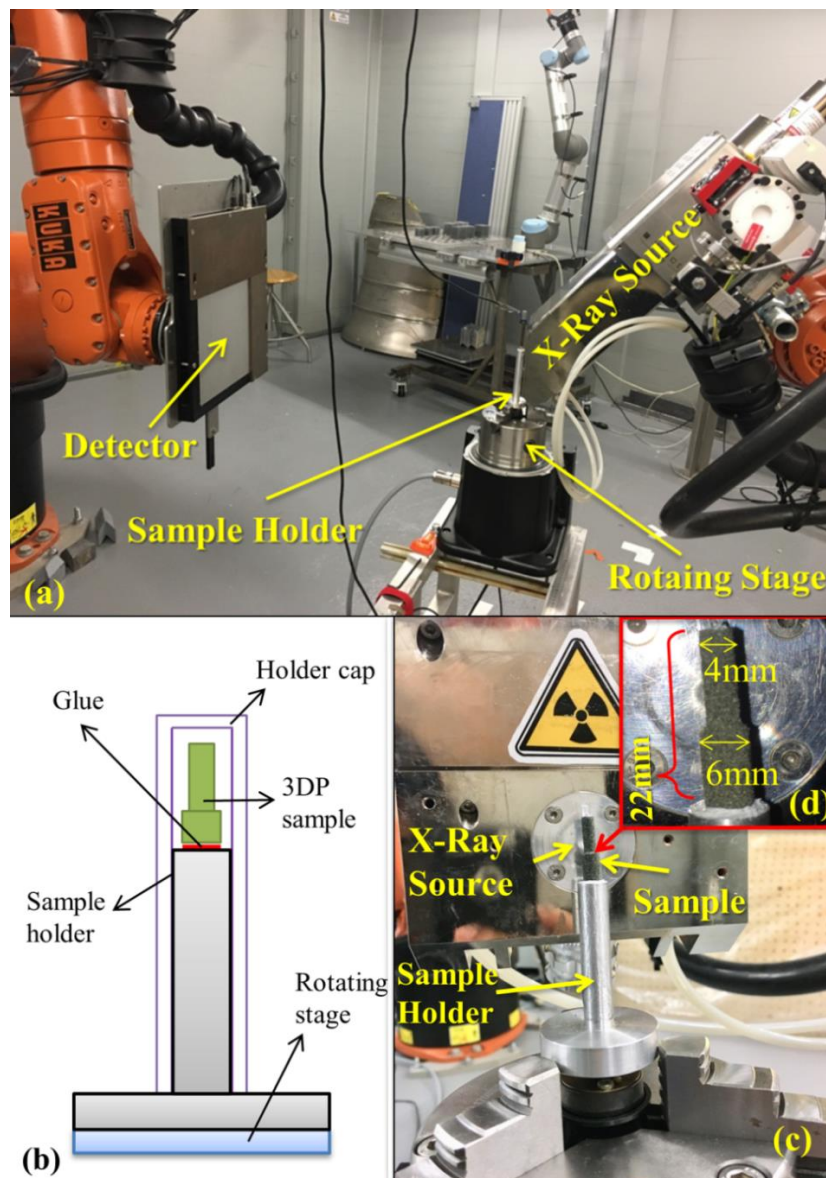 KUKA
X-Ray Source
Detector
Sample Holder
Rotaing Stage
(a)
Holder cap
Glue
3DP
sample
Sample
holder
Rotating
stage
(b)
4mm
6mm
22mm
(d)
X-Ray
Source
Sample
Sample
Holder
(c)